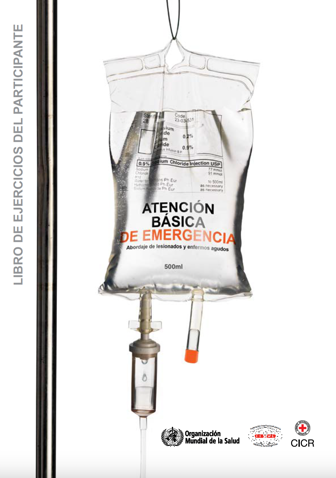 LIBRO DE EJERCICIOS DEL PARTICIPANTE
0.9%
Chloride Injection USP
ATENCIÓN
BÁSICA
DE EMERGENCIA
Abordaje de lesionados y enfermos agudos
500ml
Organización
Mundial de la Salud
CICR